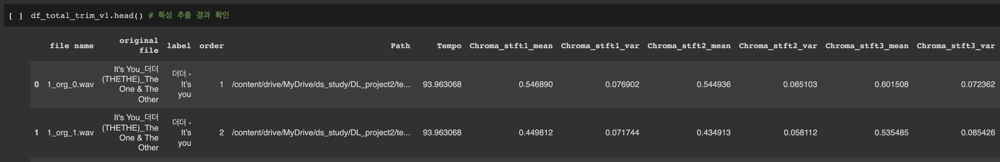 [ ] df_total_trim_v1.head() # 특성 추출 결과 확인
file name original file label order Path Tempo Chroma_stft1_mean Chroma_stft1_var Chroma_stft2_mean Chroma_stft2_var Chroma_stft3_mean Chroma_stft3_var
0 1_org_0.wav It's You_더더 (THETHE)_The One & The Other 더더 - It’s you 1 /content/drive/MyDrive/ds_study/DL_project2/te... 93.963068 0.546890 0.076902 0.544936 0.065103 0.601508 0.072362
1 1_org_1.wav It's You_더더 (THETHE)_The One & The Other 더더 - It’s you 2 /content/drive/MyDrive/ds_study/DL_project2/te... 93.963068 0.449812 0.071744 0.434913 0.058112 0.535485 0.085426